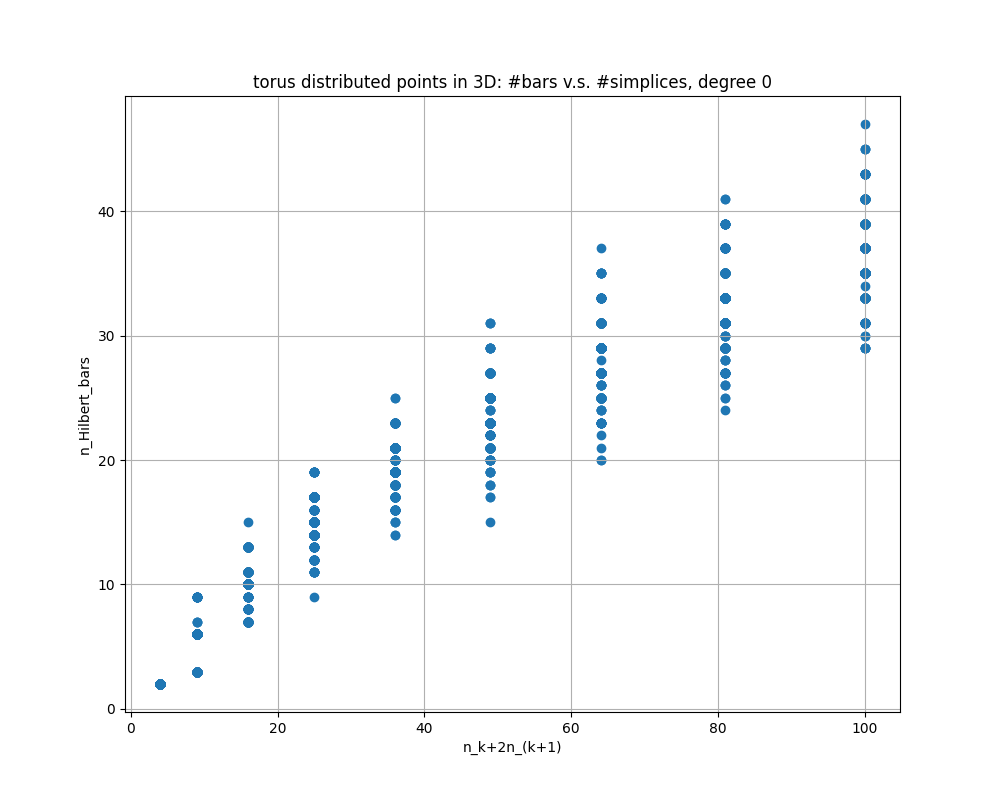 torus distributed points in 3D: #bars v.s. #simplices, degree 0
n_Hilbert_bars
40
30
20
10
0
0 20 40 60 80 100
n_k+2n_(k+1)